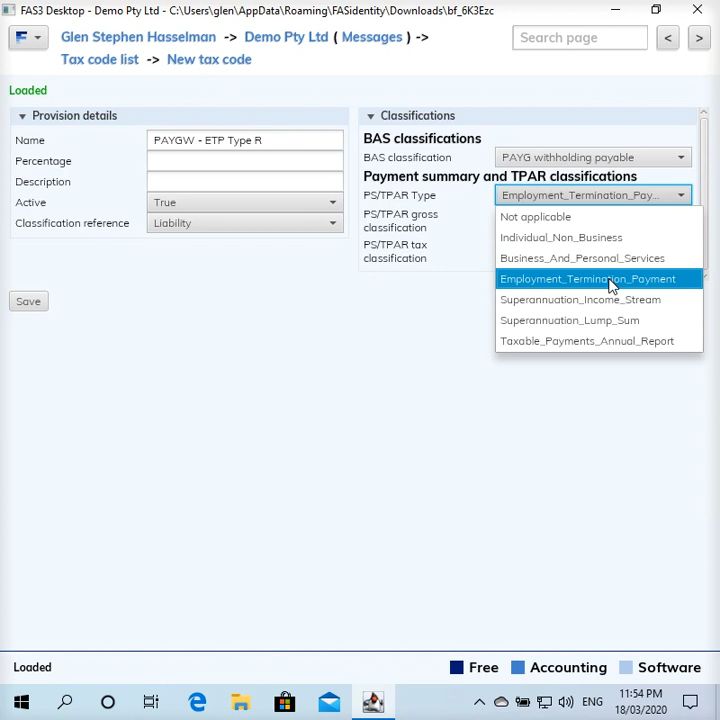 FAS3 Desktop - Demo Pty Ltd - C:\Users\glen\AppData\Roaming\FASidentity\Downloads\bf_6K3Ezc
Glen Stephen Hasselman -> Demo Pty Ltd ( Messages ) ->
Tax code list -> New tax code
Search page
< >
Loaded
Provision details
Name PAYGW - ETP Type R
Percentage
Description
Active True
Classification reference Liability
Save
Classifications
BAS classifications
BAS classification PAYG withholding payable
Payment summary and TPAR classifications
PS/TPAR Type Employment_Termination_Pay...
PS/TPAR gross
classification
PS/TPAR tax
classification
Not applicable
Individual_Non_Business
Business_And_Personal_Services
Employment_Termination_Payment
Superannuation_Income_Stream
Superannuation_Lump_Sum
Taxable_Payments_Annual_Report
Loaded
Free Accounting Software
ENG
11:54 PM
18/03/2020